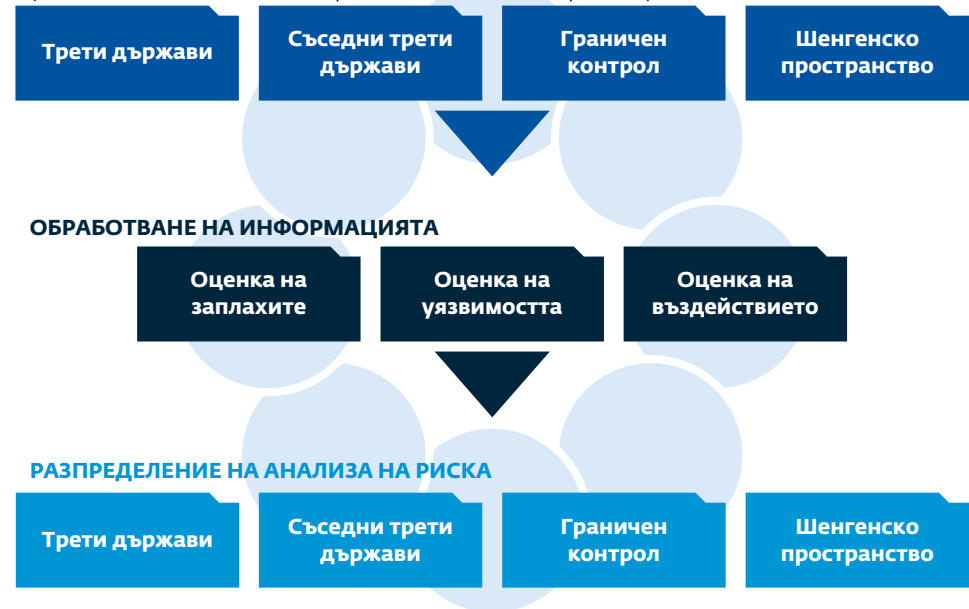 Трети държави
Съседни трети
държави
Граничен
контрол
Шенгенско
пространство
ОБРАБОТВАНЕ НА ИНФОРМАЦИЯТА
Оценка на
заплахите
Оценка на
уязвимостта
Оценка на
въздействието
РАЗПРЕДЕЛЕНИЕ НА АНАЛИЗА НА РИСКА
Трети държави
Съседни трети
държави
Граничен
контрол
Шенгенско
пространство